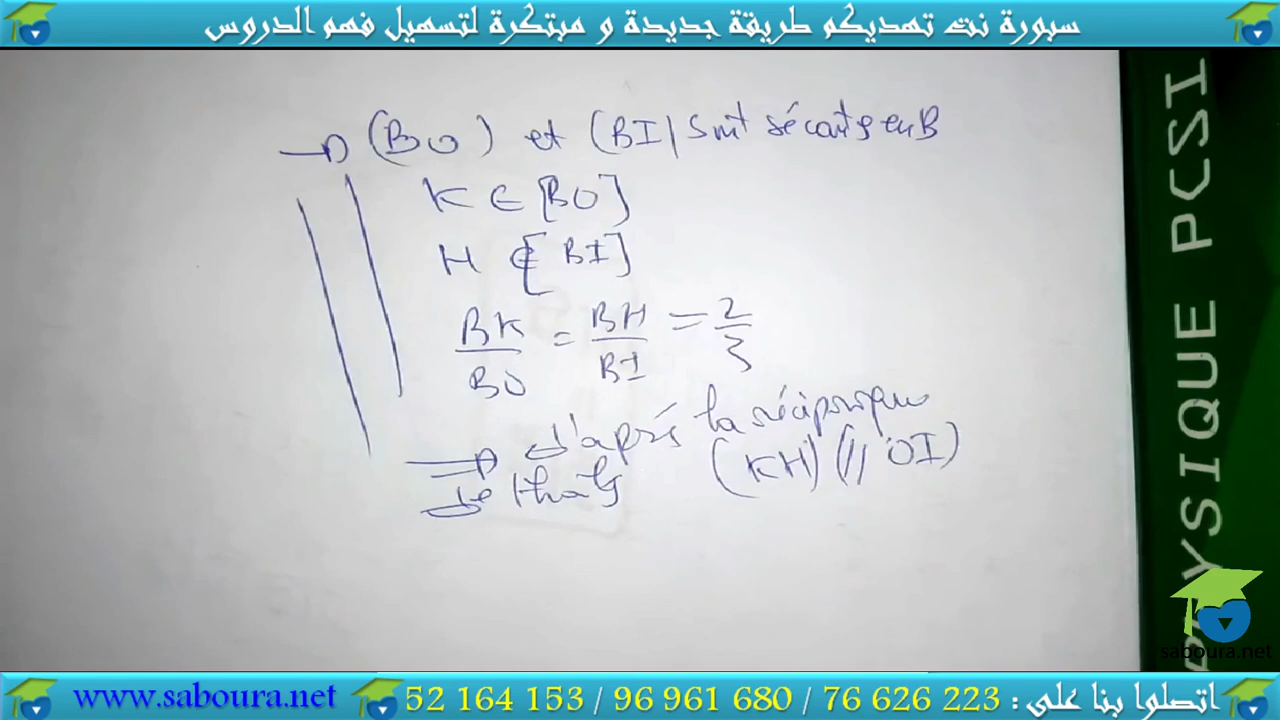 سبورة نت تهديكم طريقة جديدة و مبتكرة لتسهيل فهم الدروس
(BO) et (BI) sont sécants en B
K ∈ [BO]
H ∈ [BI]
BK/BO = BH/BI = 2/3
⇒ d'après la réciproque
de thalès (KH) // (OI)
PHYSIQUE PCSI
saboura.net
www.saboura.net 52 164 153 / 96 961 680 / 76 626 223 : اتصلوا بنا على